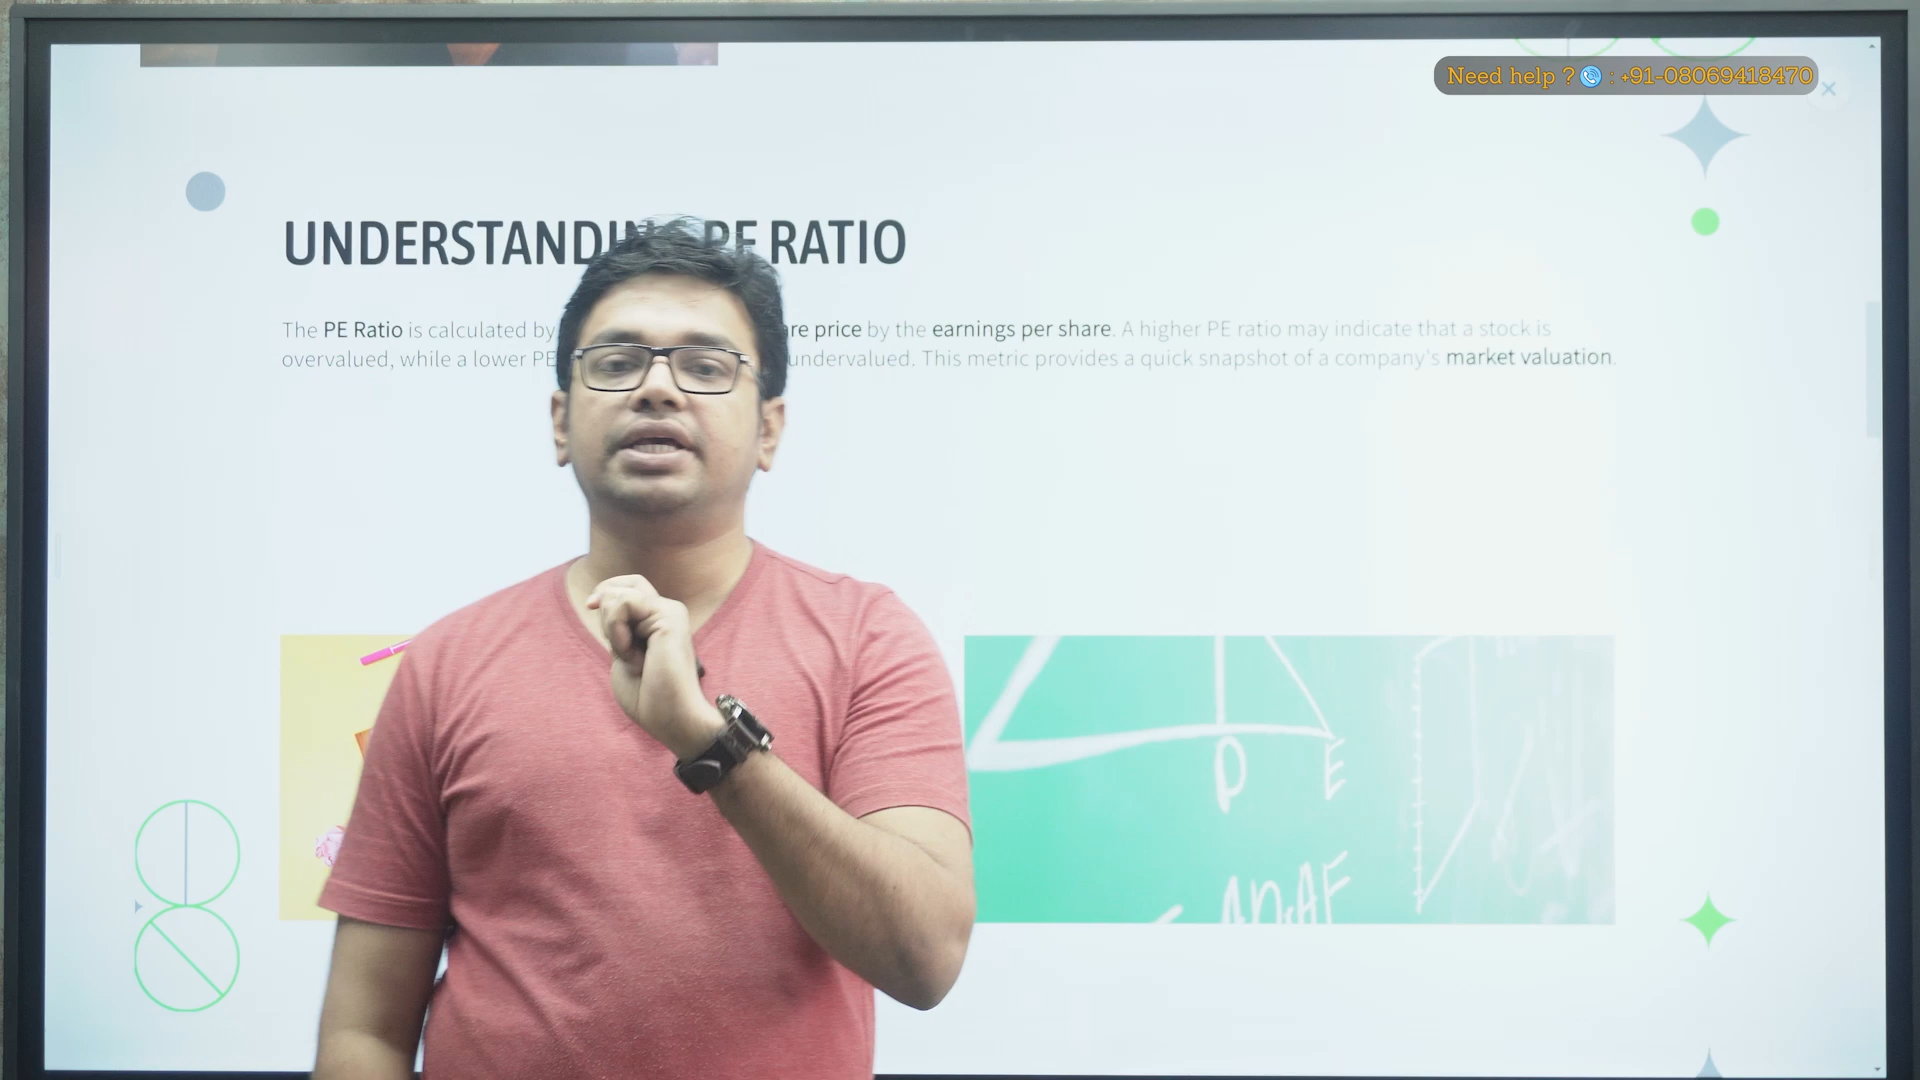 Need help ? : +91-08069418470
UNDERSTANDING PE RATIO
The PE Ratio is calculated by re price by the earnings per share. A higher PE ratio may indicate that a stock is
overvalued, while a lower PE undervalued. This metric provides a quick snapshot of a company's market valuation.
D E